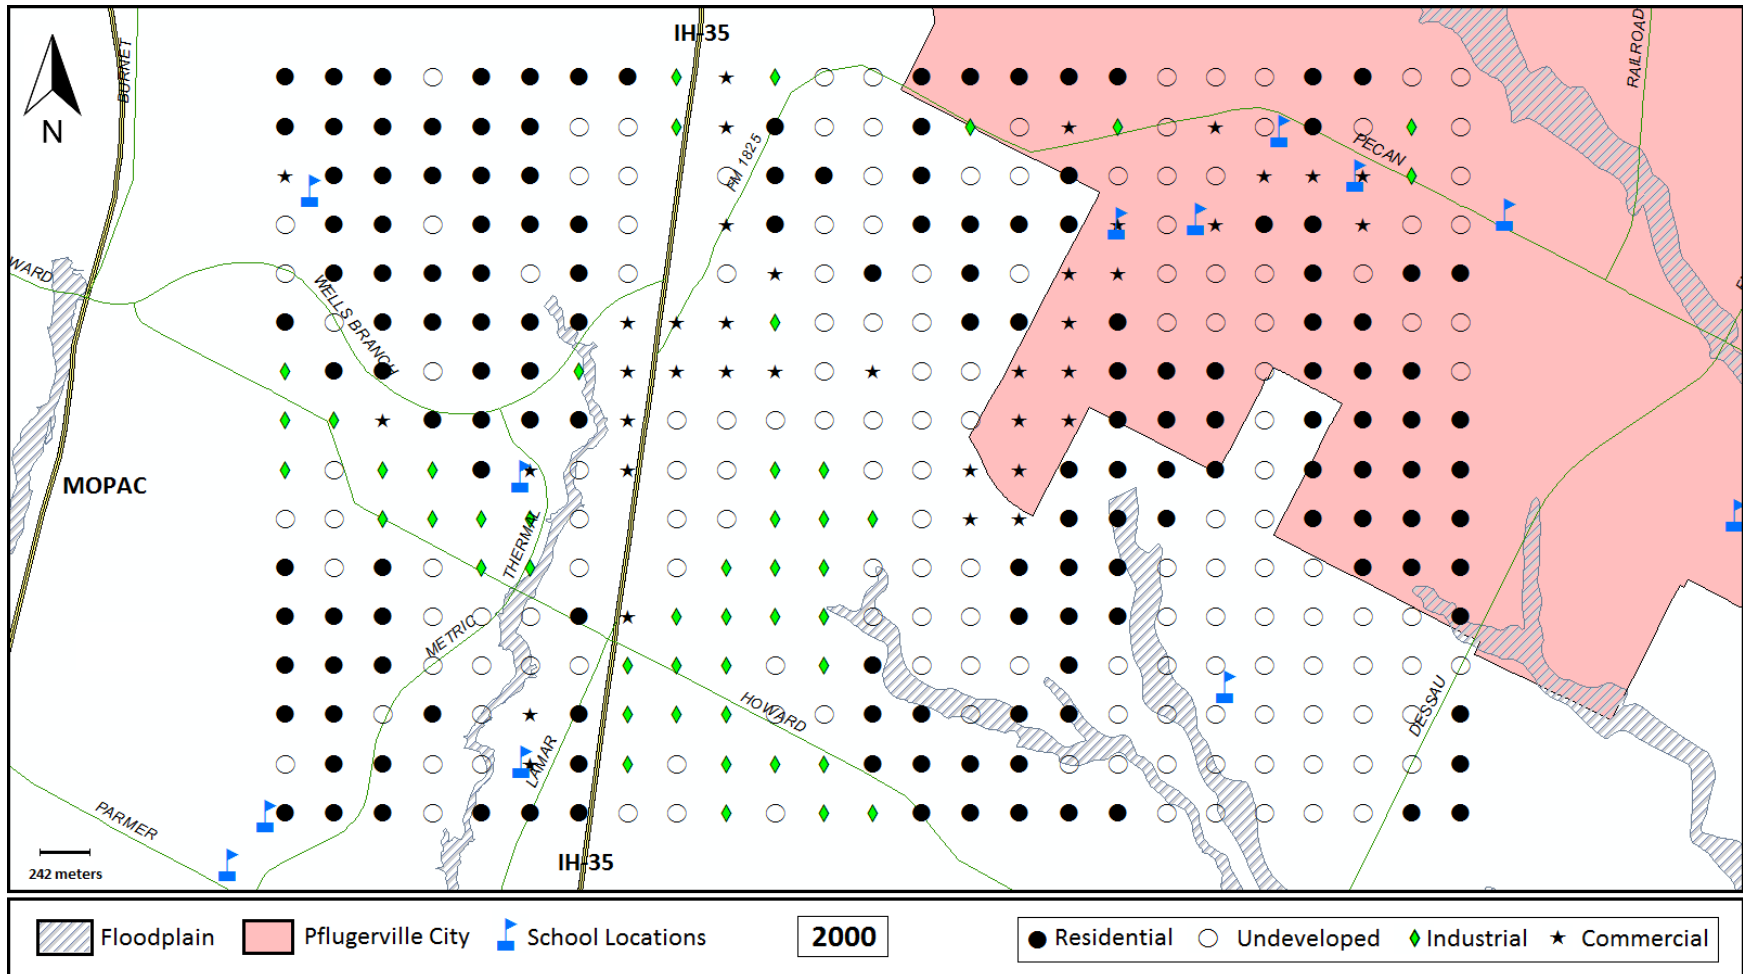 IH-35
BURNET
RAILROAD
N
FM 1825
PECAN
WARD
WELLS BRANCH
MOPAC
THERMAL
METRIC
HOWARD
DESSAU
LAMAR
PARMER
IH-35
242 meters
Floodplain
Pflugerville City
School Locations
2000
Residential
Undeveloped
Industrial
Commercial